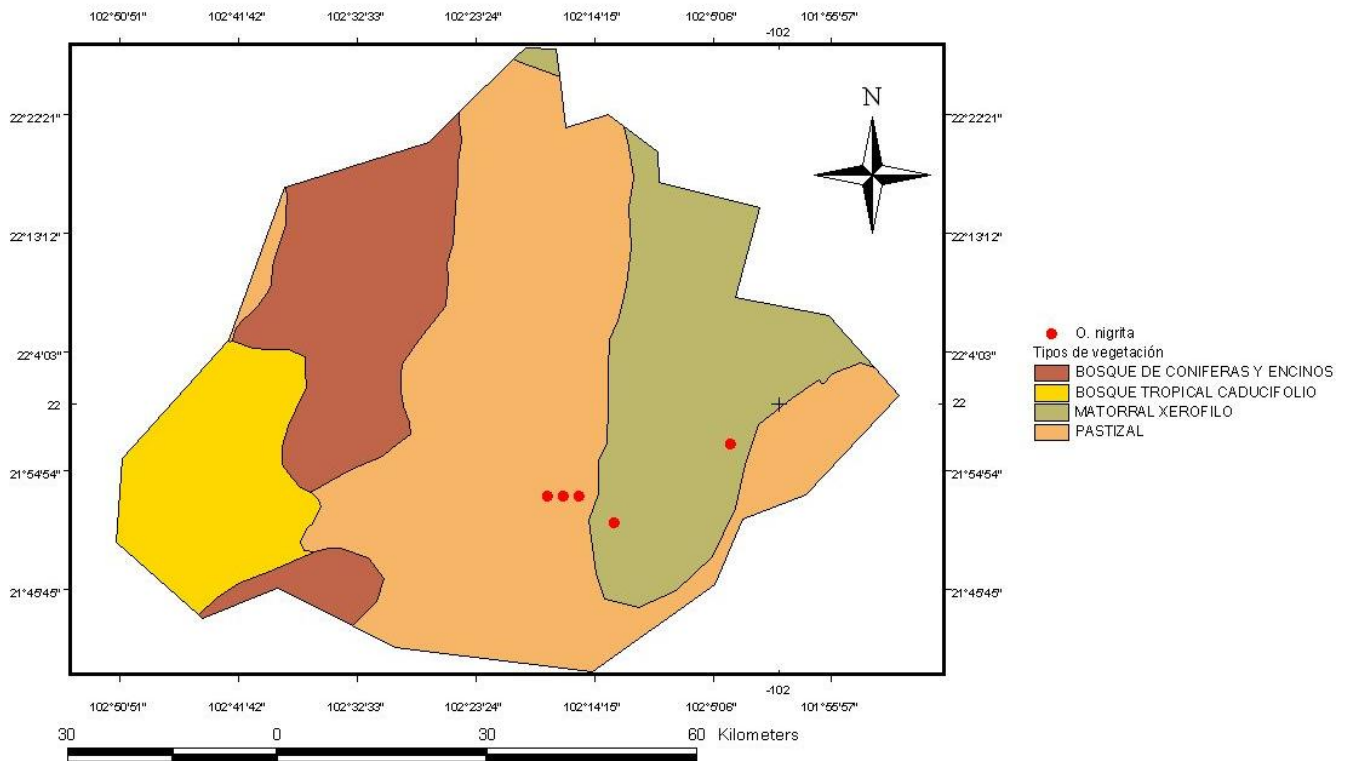 102°50'51" 102°41'42" 102°32'33" 102°23'24" 102°14'15" 102°5'06" -102 101°55'57"
N
22°22'21" 22°22'21"
22°13'12" 22°13'12"
22°4'03" 22°4'03"
22 22
21°54'54" 21°54'54"
21°45'45" 21°45'45"
O. nigrita
Tipos de vegetación
BOSQUE DE CONIFERAS Y ENCINOS
BOSQUE TROPICAL CADUCIFOLIO
MATORRAL XEROFILO
PASTIZAL
102°50'51" 102°41'42" 102°32'33" 102°23'24" 102°14'15" 102°5'06" -102 101°55'57"
30 0 30 60 Kilometers